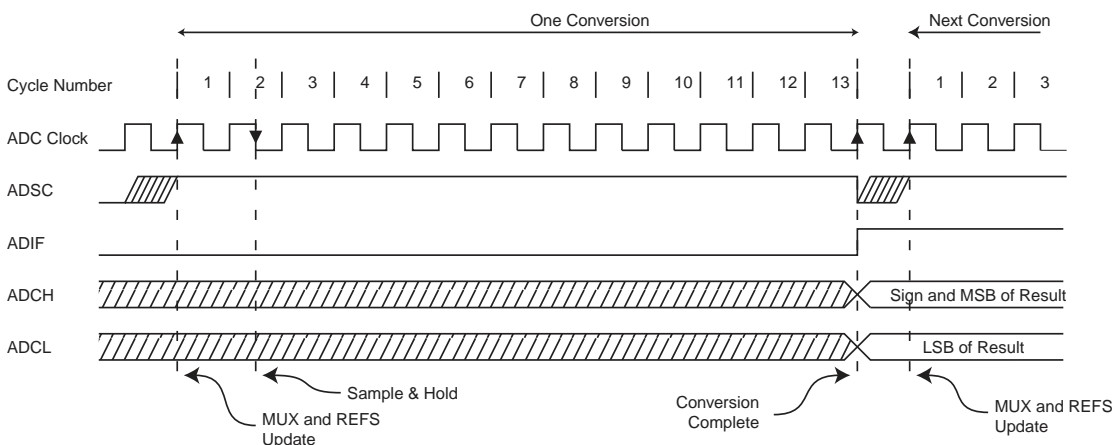 One Conversion
Next Conversion
Cycle Number 1 2 3 4 5 6 7 8 9 10 11 12 13 1 2 3
ADC Clock
ADSC
ADIF
ADCH
Sign and MSB of Result
ADCL
LSB of Result
MUX and REFS
Update
Sample & Hold
Conversion
Complete
MUX and REFS
Update